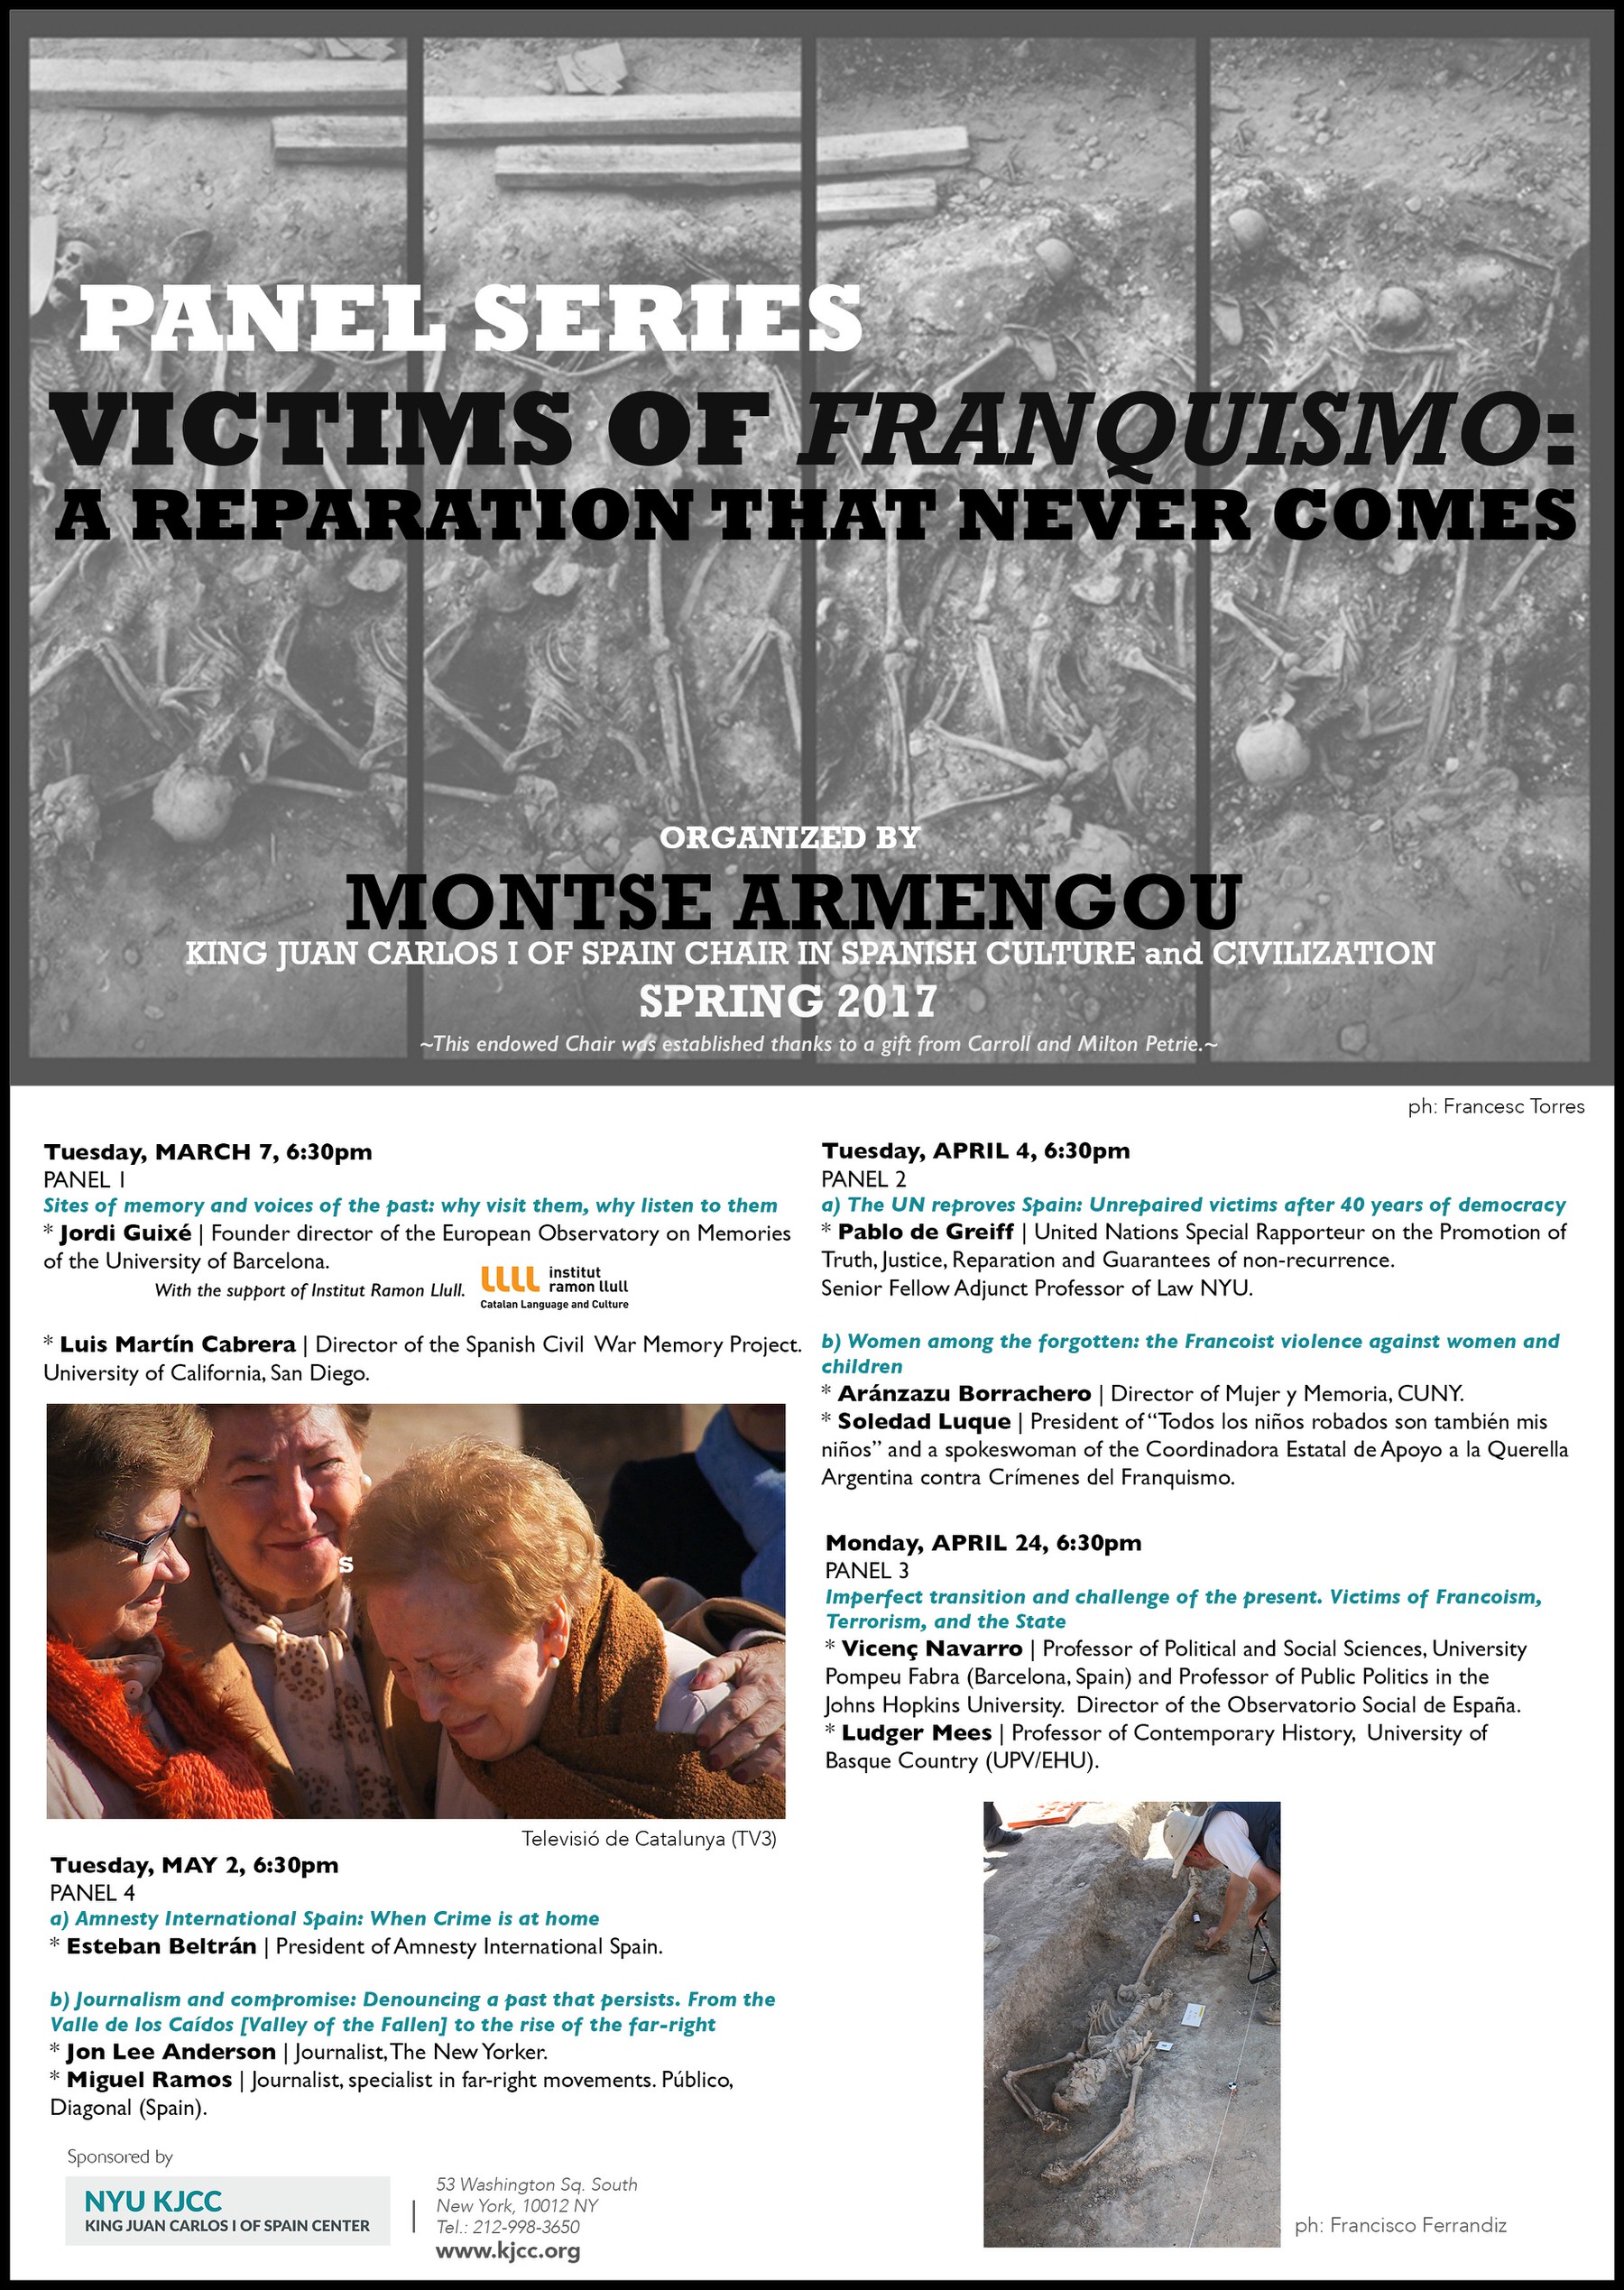 PANEL SERIES
VICTIMS OF FRANQUISMO:
A REPARATION THAT NEVER COMES
ORGANIZED BY
MONTSE ARMENGOU
KING JUAN CARLOS I OF SPAIN CHAIR IN SPANISH CULTURE and CIVILIZATION
SPRING 2017
~This endowed Chair was established thanks to a gift from Carroll and Milton Petrie.~
ph: Francesc Torres
Tuesday, MARCH 7, 6:30pm
PANEL 1
Sites of memory and voices of the past: why visit them, why listen to them
* Jordi Guixé | Founder director of the European Observatory on Memories
of the University of Barcelona.
With the support of Institut Ramon Llull.
institut
ramon llull
Catalan Language and Culture
* Luis Martín Cabrera | Director of the Spanish Civil War Memory Project.
University of California, San Diego.
S
Televisió de Catalunya (TV3)
Tuesday, APRIL 4, 6:30pm
PANEL 2
a) The UN reproves Spain: Unrepaired victims after 40 years of democracy
* Pablo de Greiff | United Nations Special Rapporteur on the Promotion of
Truth, Justice, Reparation and Guarantees of non-recurrence.
Senior Fellow Adjunct Professor of Law NYU.
b) Women among the forgotten: the Francoist violence against women and
children
* Aránzazu Borrachero | Director of Mujer y Memoria, CUNY.
* Soledad Luque | President of “Todos los niños robados son también mis
niños” and a spokeswoman of the Coordinadora Estatal de Apoyo a la Querella
Argentina contra Crímenes del Franquismo.
Monday, APRIL 24, 6:30pm
PANEL 3
Imperfect transition and challenge of the present. Victims of Francoism,
Terrorism, and the State
* Vicenç Navarro | Professor of Political and Social Sciences, University
Pompeu Fabra (Barcelona, Spain) and Professor of Public Politics in the
Johns Hopkins University. Director of the Observatorio Social de España.
* Ludger Mees | Professor of Contemporary History, University of
Basque Country (UPV/EHU).
Tuesday, MAY 2, 6:30pm
PANEL 4
a) Amnesty International Spain: When Crime is at home
* Esteban Beltrán | President of Amnesty International Spain.
b) Journalism and compromise: Denouncing a past that persists. From the
Valle de los Caídos [Valley of the Fallen] to the rise of the far-right
* Jon Lee Anderson | Journalist, The New Yorker.
* Miguel Ramos | Journalist, specialist in far-right movements. Público,
Diagonal (Spain).
Sponsored by
NYU KJCC
KING JUAN CARLOS I OF SPAIN CENTER
53 Washington Sq. South
New York, 10012 NY
Tel.: 212-998-3650
www.kjcc.org
ph: Francisco Ferrandiz